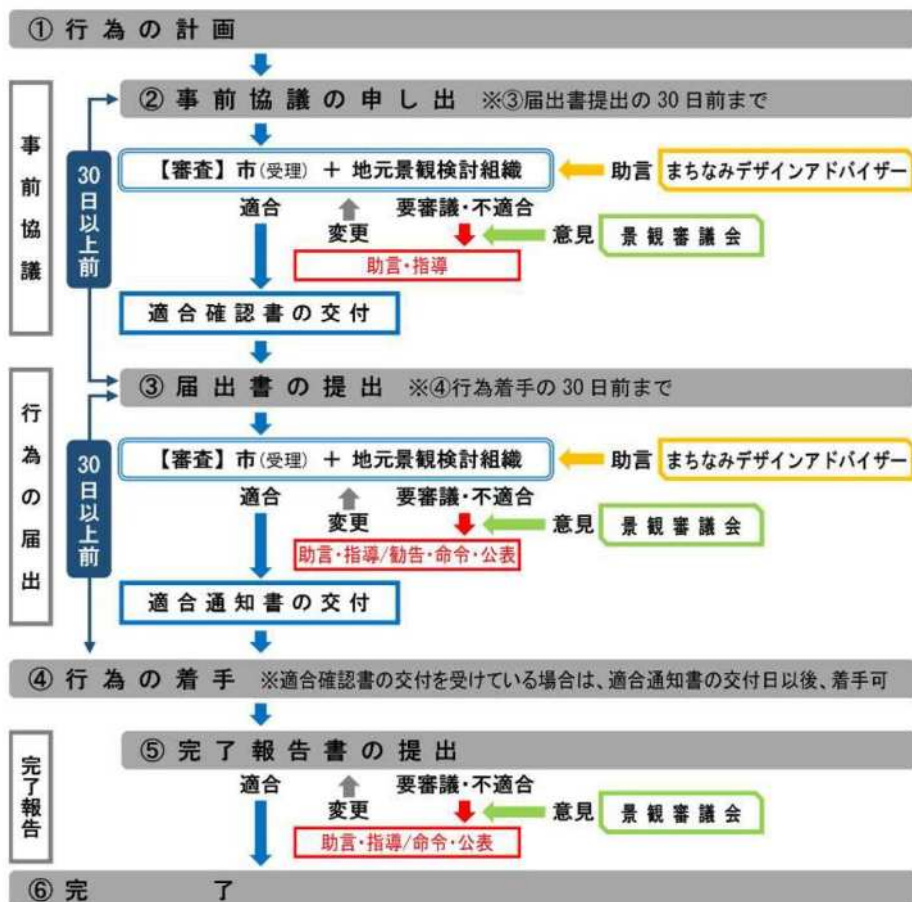 ①行為の計画
②事前協議の申し出 ※③届出書提出の30日前まで
事前協議
30日以上前
【審査】市(受理) + 地元景観検討組織
助言 まちなみデザインアドバイザー
適合 変更 要審議・不適合
意見 景観審議会
助言・指導
適合確認書の交付
③届出書の提出 ※④行為着手の30日前まで
行為の届出
30日以上前
【審査】市(受理) + 地元景観検討組織
助言 まちなみデザインアドバイザー
適合 変更 要審議・不適合
意見 景観審議会
助言・指導/勧告・命令・公表
適合通知書の交付
④行為の着手 ※適合確認書の交付を受けている場合は、適合通知書の交付日以後、着手可
⑤完了報告書の提出
完了報告
適合 変更 要審議・不適合
意見 景観審議会
助言・指導/命令・公表
⑥完了